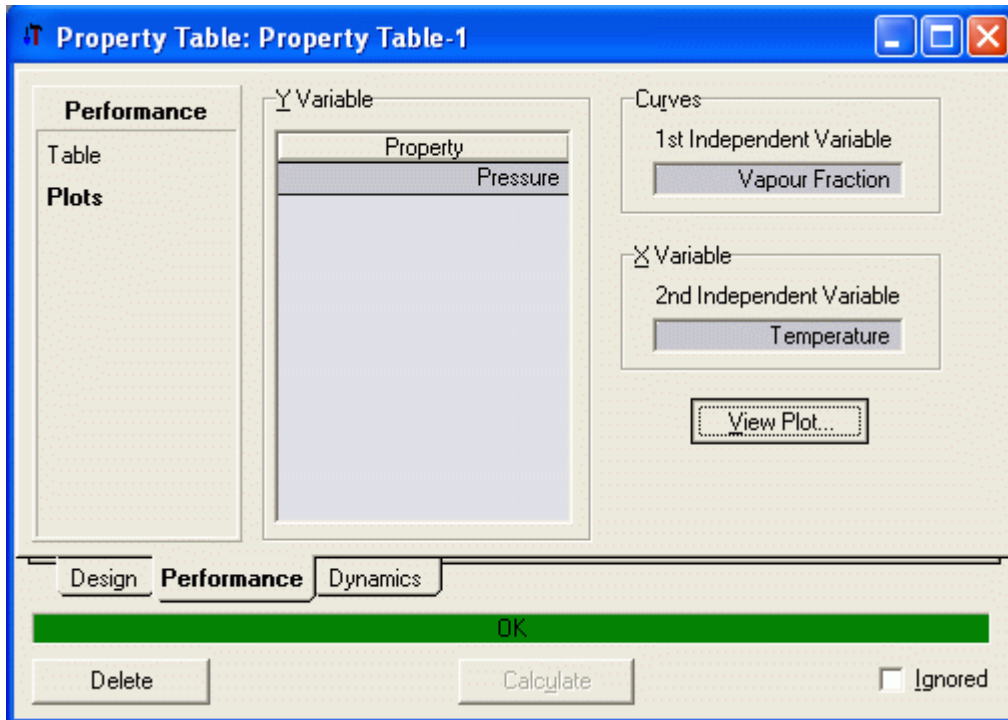 Property Table: Property Table-1
Performance
Table
Plots
Y Variable
Property
Pressure
Curves
1st Independent Variable
Vapour Fraction
X Variable
2nd Independent Variable
Temperature
View Plot...
Design Performance Dynamics
OK
Delete Calculate Ignored